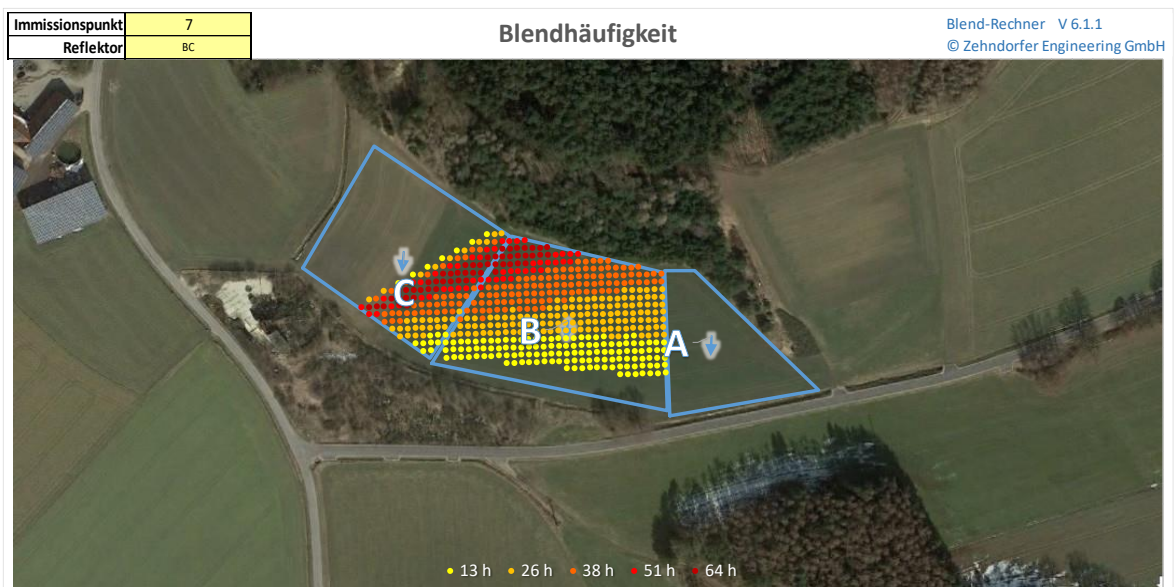 Immissionspunkt 7
Reflektor BC
Blendhäufigkeit
Blend-Rechner V 6.1.1
© Zehndorfer Engineering GmbH
C
B
A
13 h 26 h 38 h 51 h 64 h